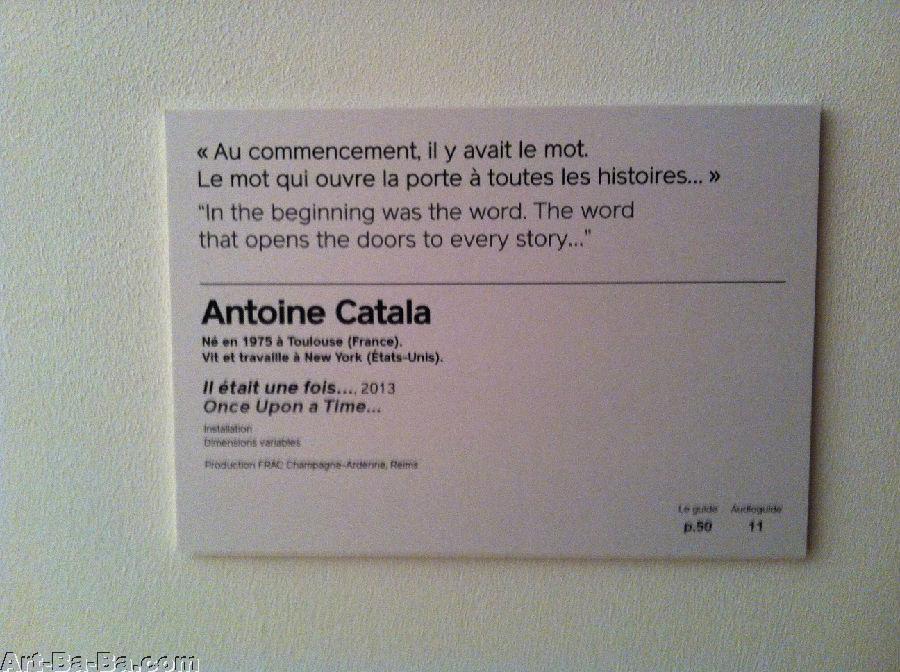 « Au commencement, il y avait le mot.
Le mot qui ouvre la porte à toutes les histoires... »
“In the beginning was the word. The word
that opens the doors to every story...”
Antoine Catala
Né en 1975 à Toulouse (France).
Vit et travaille à New York (États-Unis).
Il était une fois..., 2013
Once Upon a Time...
Installation
Dimensions variables
Production FRAC Champagne-Ardenne, Reims
Le guide Audioguide
p.50 11
Art-Ba-Ba.com